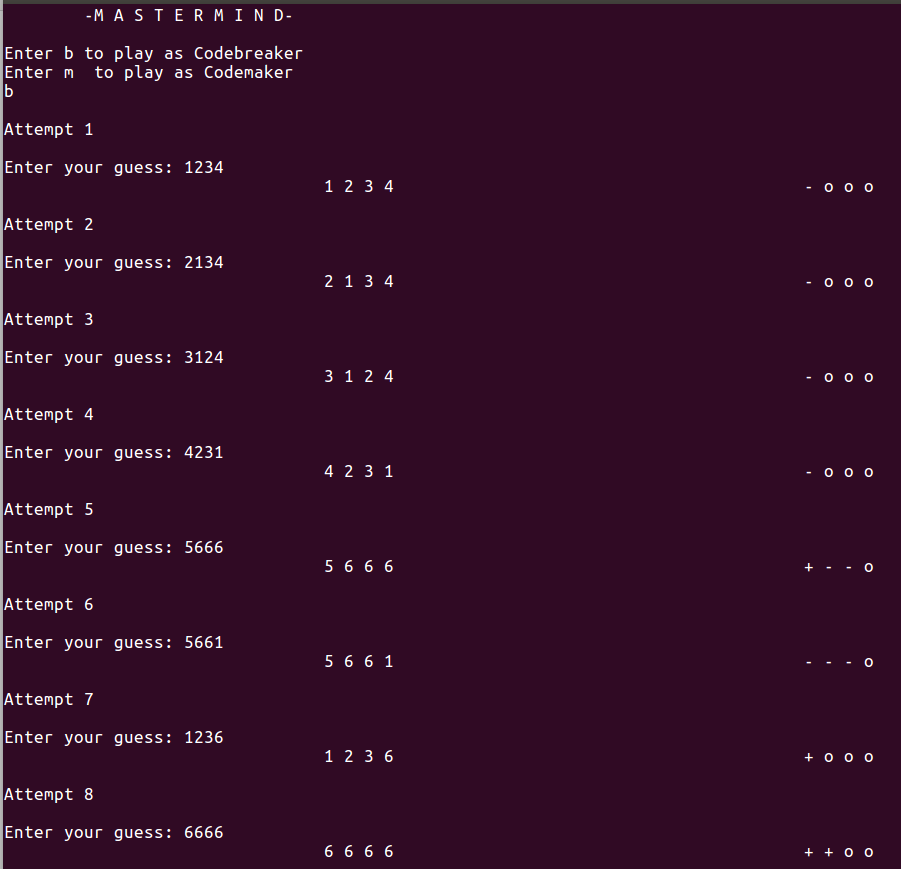 -M A S T E R M I N D-
Enter b to play as Codebreaker
Enter m  to play as Codemaker
b
Attempt 1
Enter your guess: 1234
1 2 3 4 - o o o
Attempt 2
Enter your guess: 2134
2 1 3 4 - o o o
Attempt 3
Enter your guess: 3124
3 1 2 4 - o o o
Attempt 4
Enter your guess: 4231
4 2 3 1 - o o o
Attempt 5
Enter your guess: 5666
5 6 6 6 + - - o
Attempt 6
Enter your guess: 5661
5 6 6 1 - - - o
Attempt 7
Enter your guess: 1236
1 2 3 6 + o o o
Attempt 8
Enter your guess: 6666
6 6 6 6 + + o o